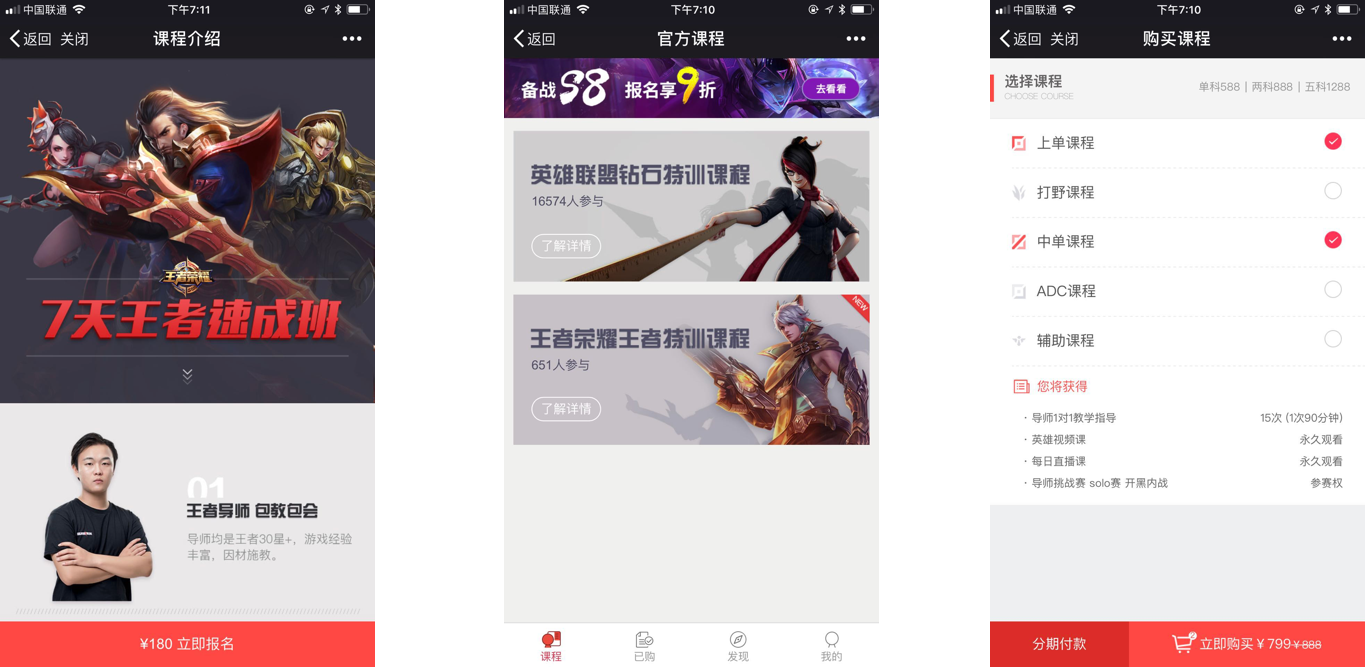 中国联通
下午7:11
返回 关闭
课程介绍
王者荣耀
7天王者速成班
01
王者导师 包教包会
导师均是王者30星+，游戏经验
丰富，因材施教。
¥180 立即报名
中国联通
下午7:10
返回
官方课程
备战S8 报名享9折
去看看
英雄联盟钻石特训课程
16574人参与
了解详情
NEW
王者荣耀王者特训课程
651人参与
了解详情
课程
已购
发现
我的
中国联通
下午7:10
返回 关闭
购买课程
选择课程
CHOOSE COURSE
单科588｜两科888｜五科1288
上单课程
打野课程
中单课程
ADC课程
辅助课程
您将获得
· 导师1对1教学指导 15次 (1次90分钟)
· 英雄视频课 永久观看
· 每日直播课 永久观看
· 导师挑战赛 solo赛 开黑内战 参赛权
分期付款
2
立即购买 ¥799 ¥888